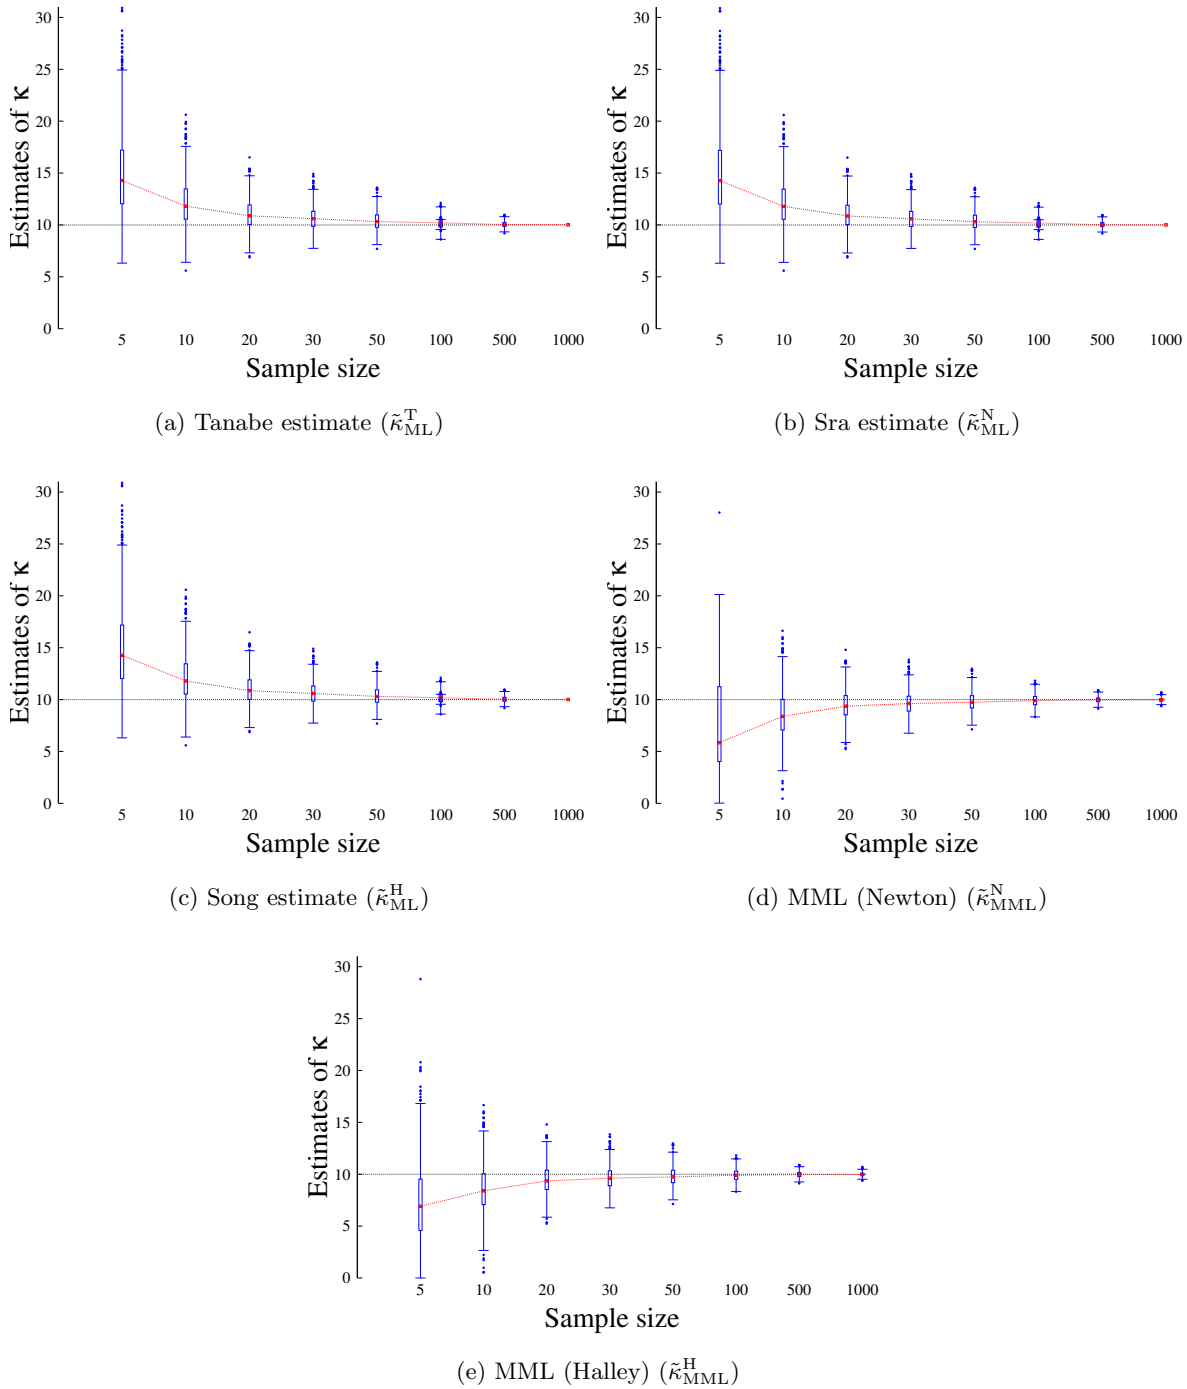 Estimates of κ
30
25
20
15
10
5
0
5 10 20 30 50 100 500 1000
Sample size
(a) Tanabe estimate (κ̃ᵀ_ML)
Estimates of κ
30
25
20
15
10
5
0
5 10 20 30 50 100 500 1000
Sample size
(b) Sra estimate (κ̃ᴺ_ML)
Estimates of κ
30
25
20
15
10
5
0
5 10 20 30 50 100 500 1000
Sample size
(c) Song estimate (κ̃ᴴ_ML)
Estimates of κ
30
25
20
15
10
5
0
5 10 20 30 50 100 500 1000
Sample size
(d) MML (Newton) (κ̃ᴺ_MML)
Estimates of κ
30
25
20
15
10
5
0
5 10 20 30 50 100 500 1000
Sample size
(e) MML (Halley) (κ̃ᴴ_MML)